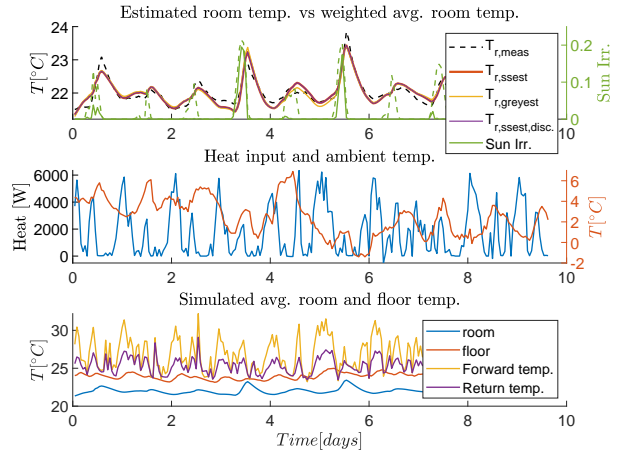 Estimated room temp. vs weighted avg. room temp.
24
23
22
T[°C]
0.2
0.1
0
Sun Irr.
T_r,meas
T_r,ssest
T_r,greyest
T_r,ssest,disc.
Sun Irr.
0 2 4 6 8 10
Heat input and ambient temp.
6000
4000
2000
0
Heat [W]
6
4
2
0
-2
T[°C]
0 2 4 6 8 10
Simulated avg. room and floor temp.
30
25
20
T[°C]
room
floor
Forward temp.
Return temp.
0 2 4 6 8 10
Time[days]